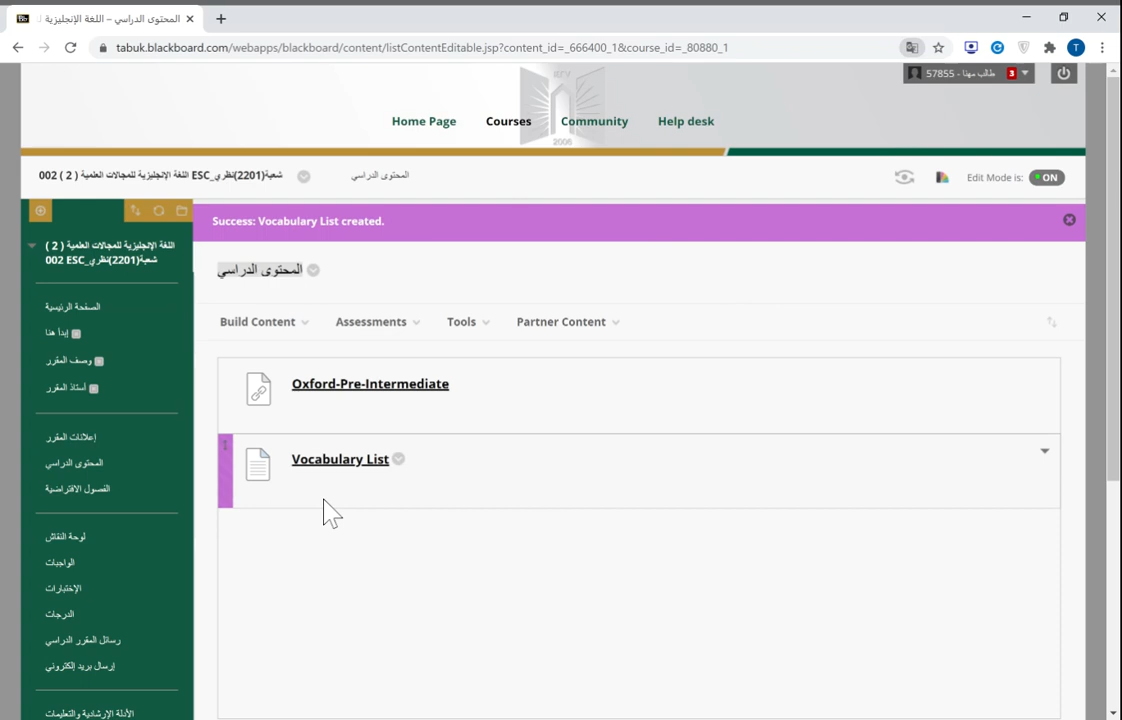 المحتوى الدراسي – اللغة الإنجليزية ل
tabuk.blackboard.com/webapps/blackboard/content/listContentEditable.jsp?content_id=_666400_1&course_id=_80880_1
T
طالب مهنا - 57855
3
2006
Home Page Courses Community Help desk
شعبة(2201)نظري_ESC اللغة الإنجليزية للمجالات العلمية ( 2 ) 002
المحتوى الدراسي
Edit Mode is: ON
Success: Vocabulary List created.
اللغة الإنجليزية للمجالات العلمية ( 2 )
شعبة(2201)نظري_ESC 002
المحتوى الدراسي
الصفحة الرئيسية
إبدأ هنا
وصف المقرر
أستاذ المقرر
إعلانات المقرر
المحتوى الدراسي
الفصول الافتراضية
لوحة النقاش
الواجبات
الإختبارات
الدرجات
رسائل المقرر الدراسي
إرسال بريد إلكتروني
الأدلة الإرشادية والتعليمات
Build Content Assessments Tools Partner Content
Oxford-Pre-Intermediate
Vocabulary List